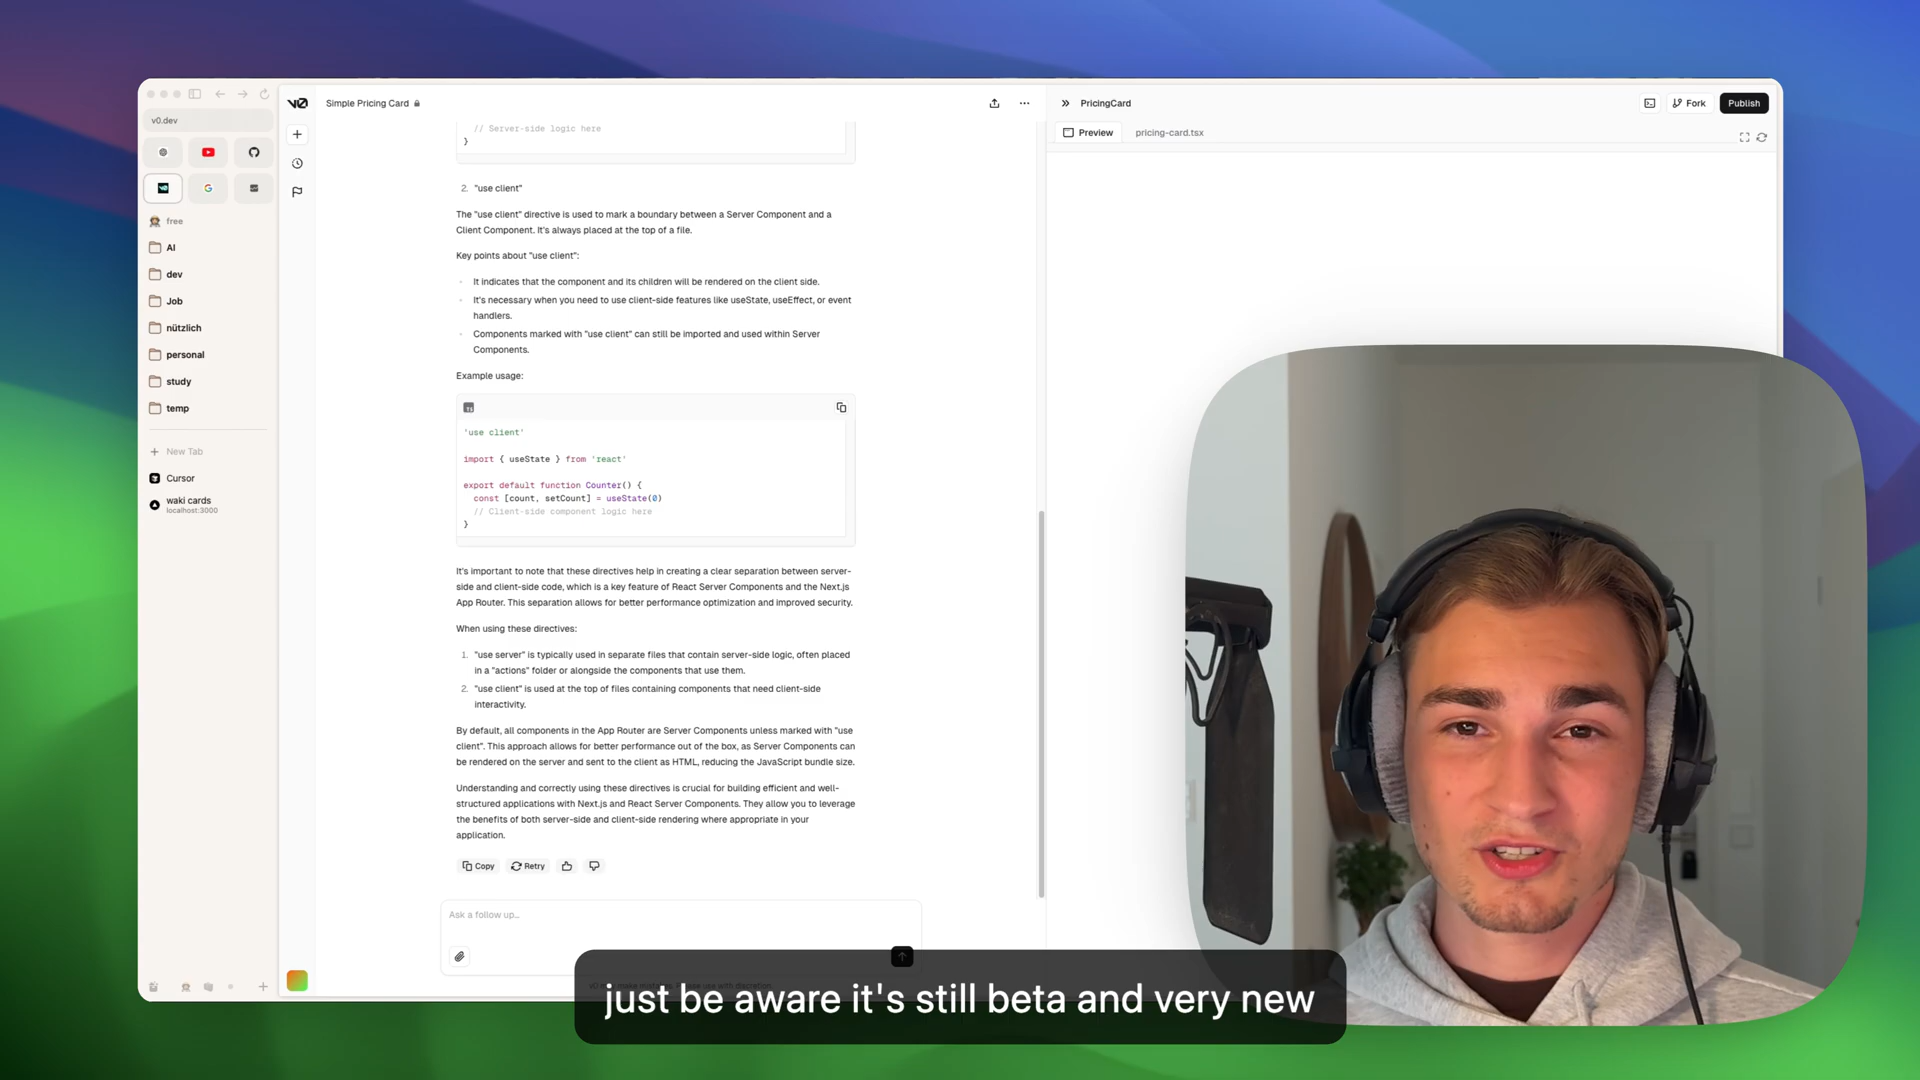 v0.dev
free
AI
dev
Job
nützlich
personal
study
temp
New Tab
Cursor
waki cards
localhost:3000
v0
Simple Pricing Card
// Server-side logic here
}
2. "use client"
The "use client" directive is used to mark a boundary between a Server Component and a
Client Component. It's always placed at the top of a file.
Key points about "use client":
It indicates that the component and its children will be rendered on the client side.
It's necessary when you need to use client-side features like useState, useEffect, or event
handlers.
Components marked with "use client" can still be imported and used within Server
Components.
Example usage:
'use client'
import { useState } from 'react'
export default function Counter() {
const [count, setCount] = useState(0)
// Client-side component logic here
}
It's important to note that these directives help in creating a clear separation between server-
side and client-side code, which is a key feature of React Server Components and the Next.js
App Router. This separation allows for better performance optimization and improved security.
When using these directives:
1. "use server" is typically used in separate files that contain server-side logic, often placed
in a "actions" folder or alongside the components that use them.
2. "use client" is used at the top of files containing components that need client-side
interactivity.
By default, all components in the App Router are Server Components unless marked with "use
client". This approach allows for better performance out of the box, as Server Components can
be rendered on the server and sent to the client as HTML, reducing the JavaScript bundle size.
Understanding and correctly using these directives is crucial for building efficient and well-
structured applications with Next.js and React Server Components. They allow you to leverage
the benefits of both server-side and client-side rendering where appropriate in your
application.
Copy Retry
Ask a follow up...
PricingCard
Fork Publish
Preview pricing-card.tsx
just be aware it's still beta and very new